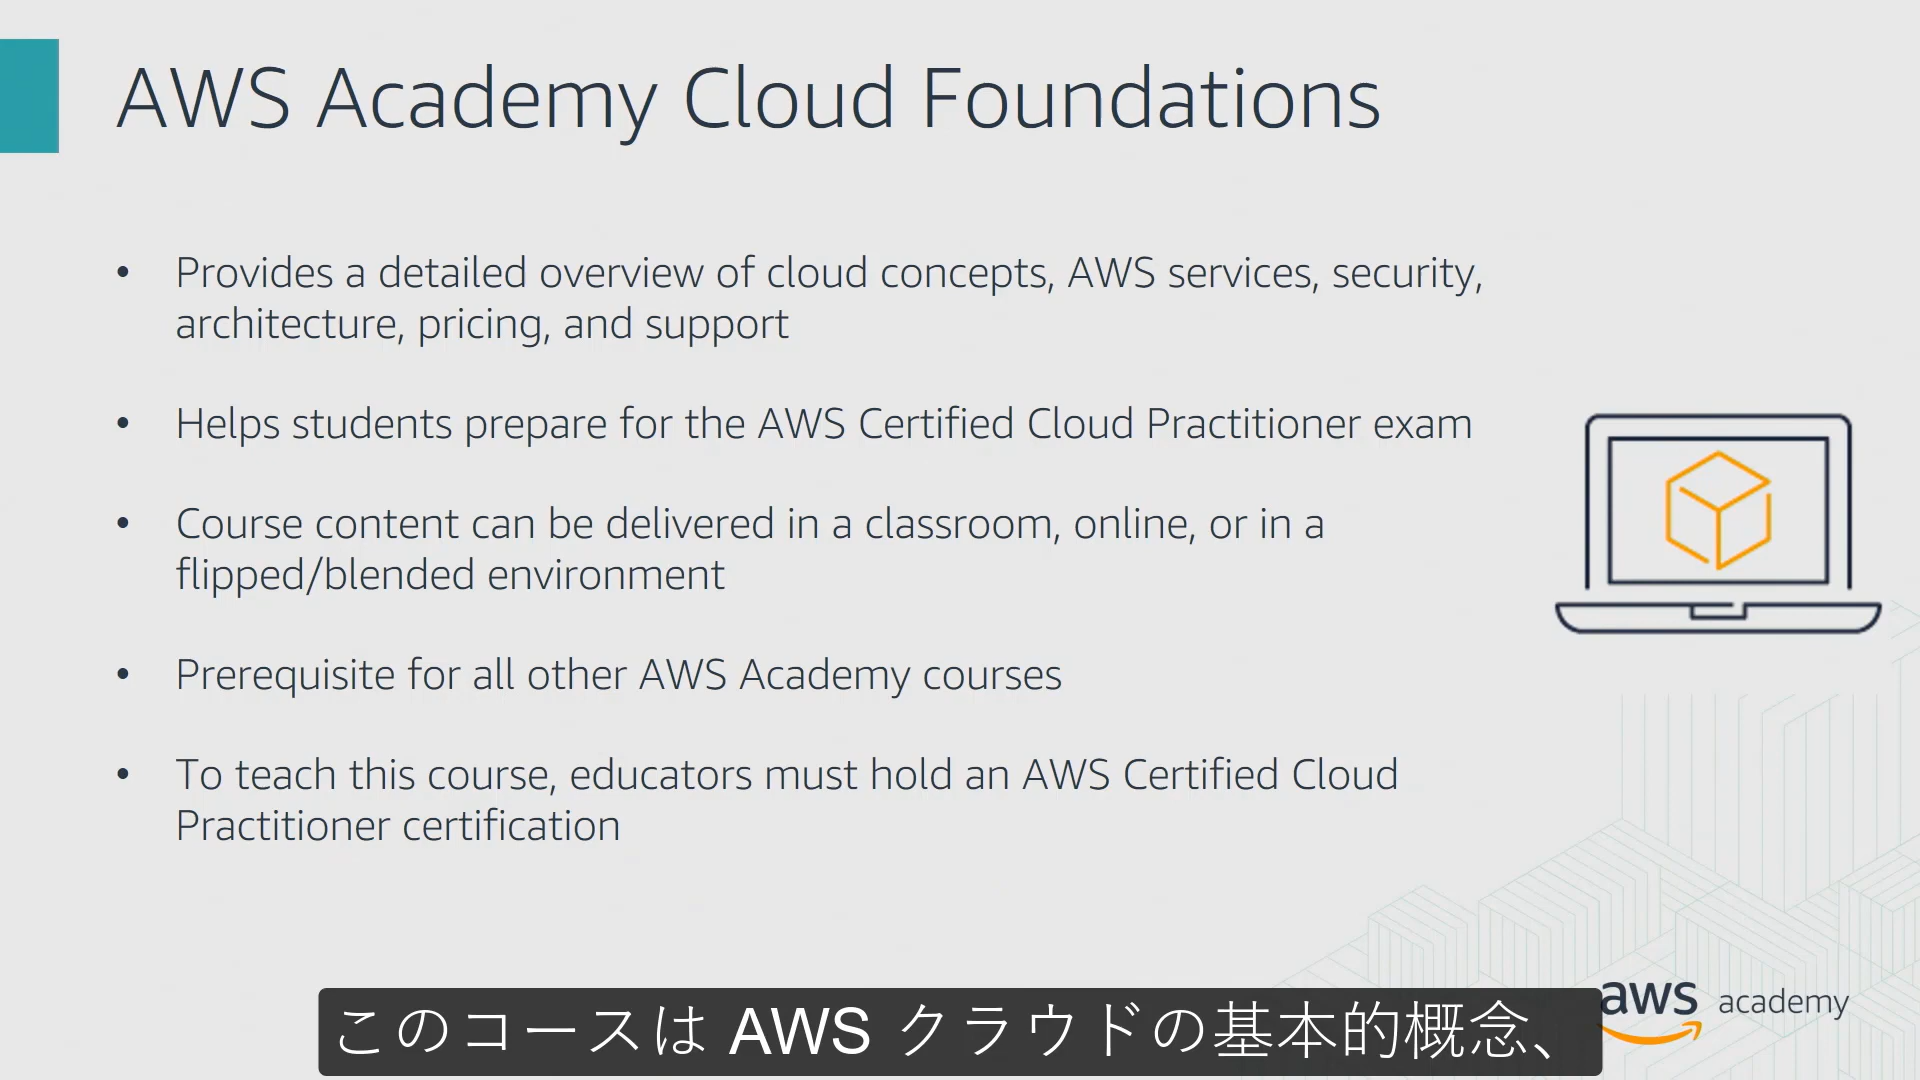 AWS Academy Cloud Foundations
• Provides a detailed overview of cloud concepts, AWS services, security,
architecture, pricing, and support
• Helps students prepare for the AWS Certified Cloud Practitioner exam
• Course content can be delivered in a classroom, online, or in a
flipped/blended environment
• Prerequisite for all other AWS Academy courses
• To teach this course, educators must hold an AWS Certified Cloud
Practitioner certification
このコースは AWS クラウドの基本的概念、
aws academy